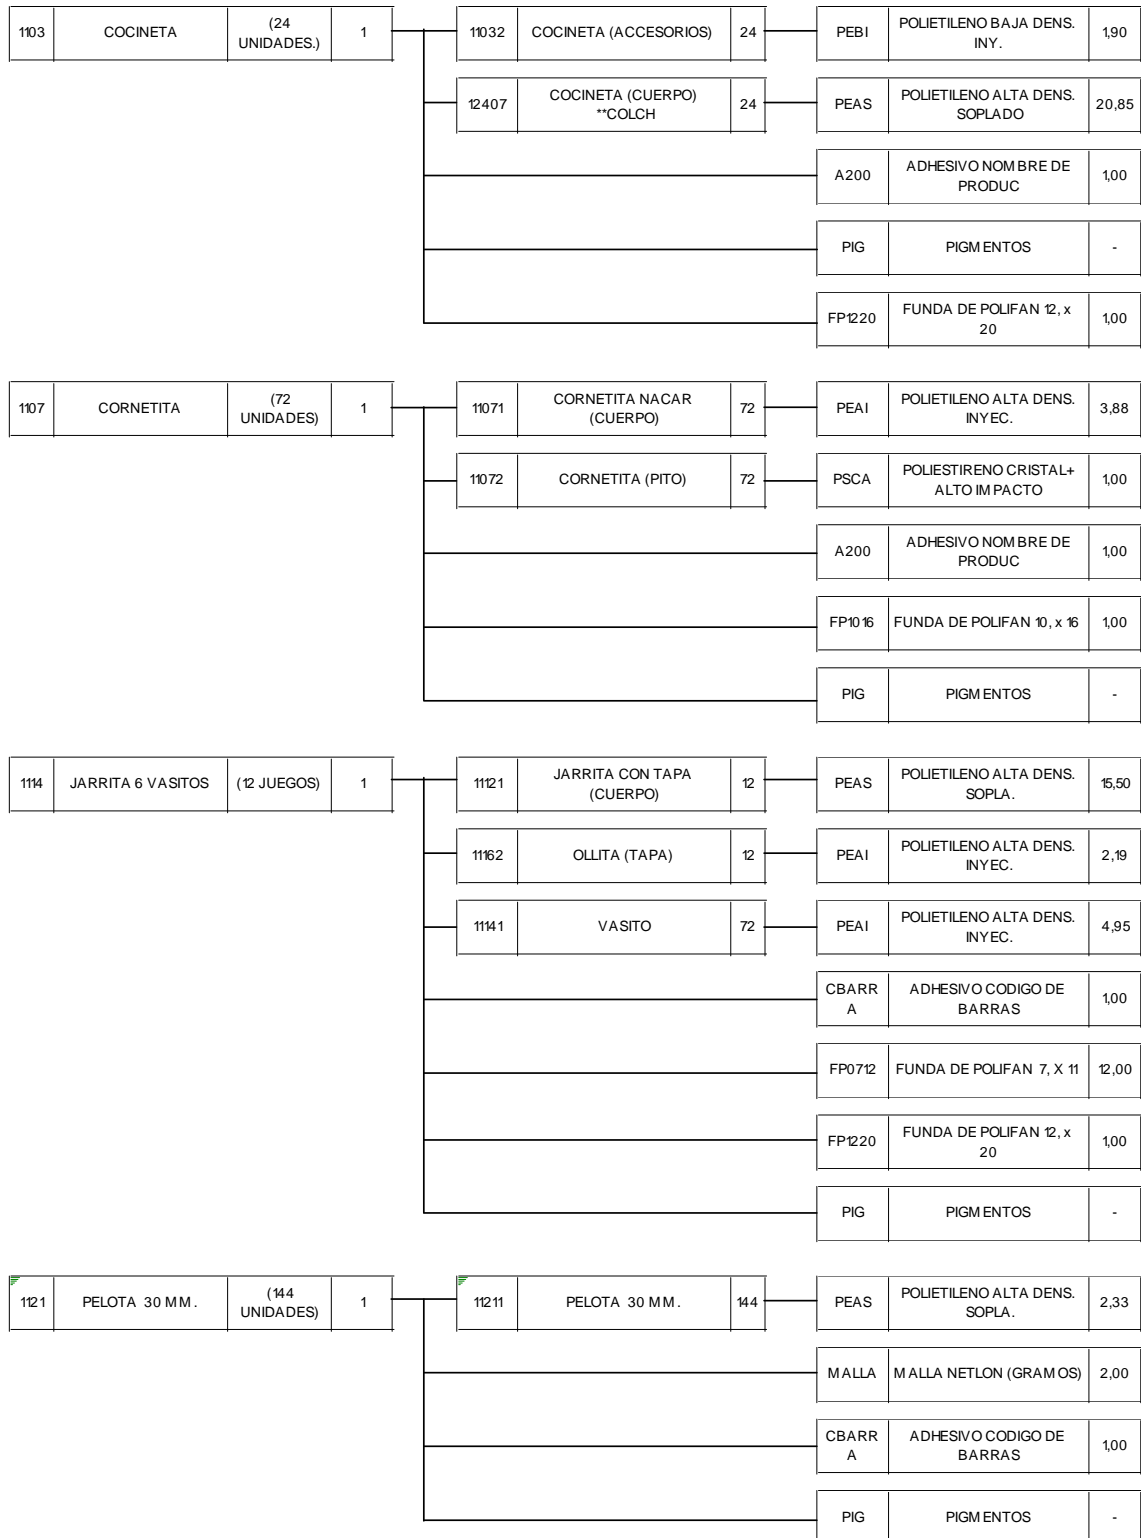 1103 COCINETA (24 UNIDADES.) 1 11032 COCINETA (ACCESORIOS) 24 PEBI POLIETILENO BAJA DENS. INY. 1,90
12407 COCINETA (CUERPO) **COLCH 24 PEAS POLIETILENO ALTA DENS. SOPLADO 20,85
A200 ADHESIVO NOMBRE DE PRODUC 1,00
PIG PIGMENTOS -
FP1220 FUNDA DE POLIFAN 12, x 20 1,00
1107 CORNETITA (72 UNIDADES) 1 11071 CORNETITA NACAR (CUERPO) 72 PEAI POLIETILENO ALTA DENS. INYEC. 3,88
11072 CORNETITA (PITO) 72 PSCA POLIESTIRENO CRISTAL+ ALTO IMPACTO 1,00
A200 ADHESIVO NOMBRE DE PRODUC 1,00
FP1016 FUNDA DE POLIFAN 10, x 16 1,00
PIG PIGMENTOS -
1114 JARRITA 6 VASITOS (12 JUEGOS) 1 11121 JARRITA CON TAPA (CUERPO) 12 PEAS POLIETILENO ALTA DENS. SOPLA. 15,50
11162 OLLITA (TAPA) 12 PEAI POLIETILENO ALTA DENS. INYEC. 2,19
11141 VASITO 72 PEAI POLIETILENO ALTA DENS. INYEC. 4,95
CBARRA ADHESIVO CODIGO DE BARRAS 1,00
FP0712 FUNDA DE POLIFAN 7, X 11 12,00
FP1220 FUNDA DE POLIFAN 12, x 20 1,00
PIG PIGMENTOS -
1121 PELOTA 30 MM. (144 UNIDADES) 1 11211 PELOTA 30 MM. 144 PEAS POLIETILENO ALTA DENS. SOPLA. 2,33
MALLA MALLA NETLON (GRAMOS) 2,00
CBARRA ADHESIVO CODIGO DE BARRAS 1,00
PIG PIGMENTOS -